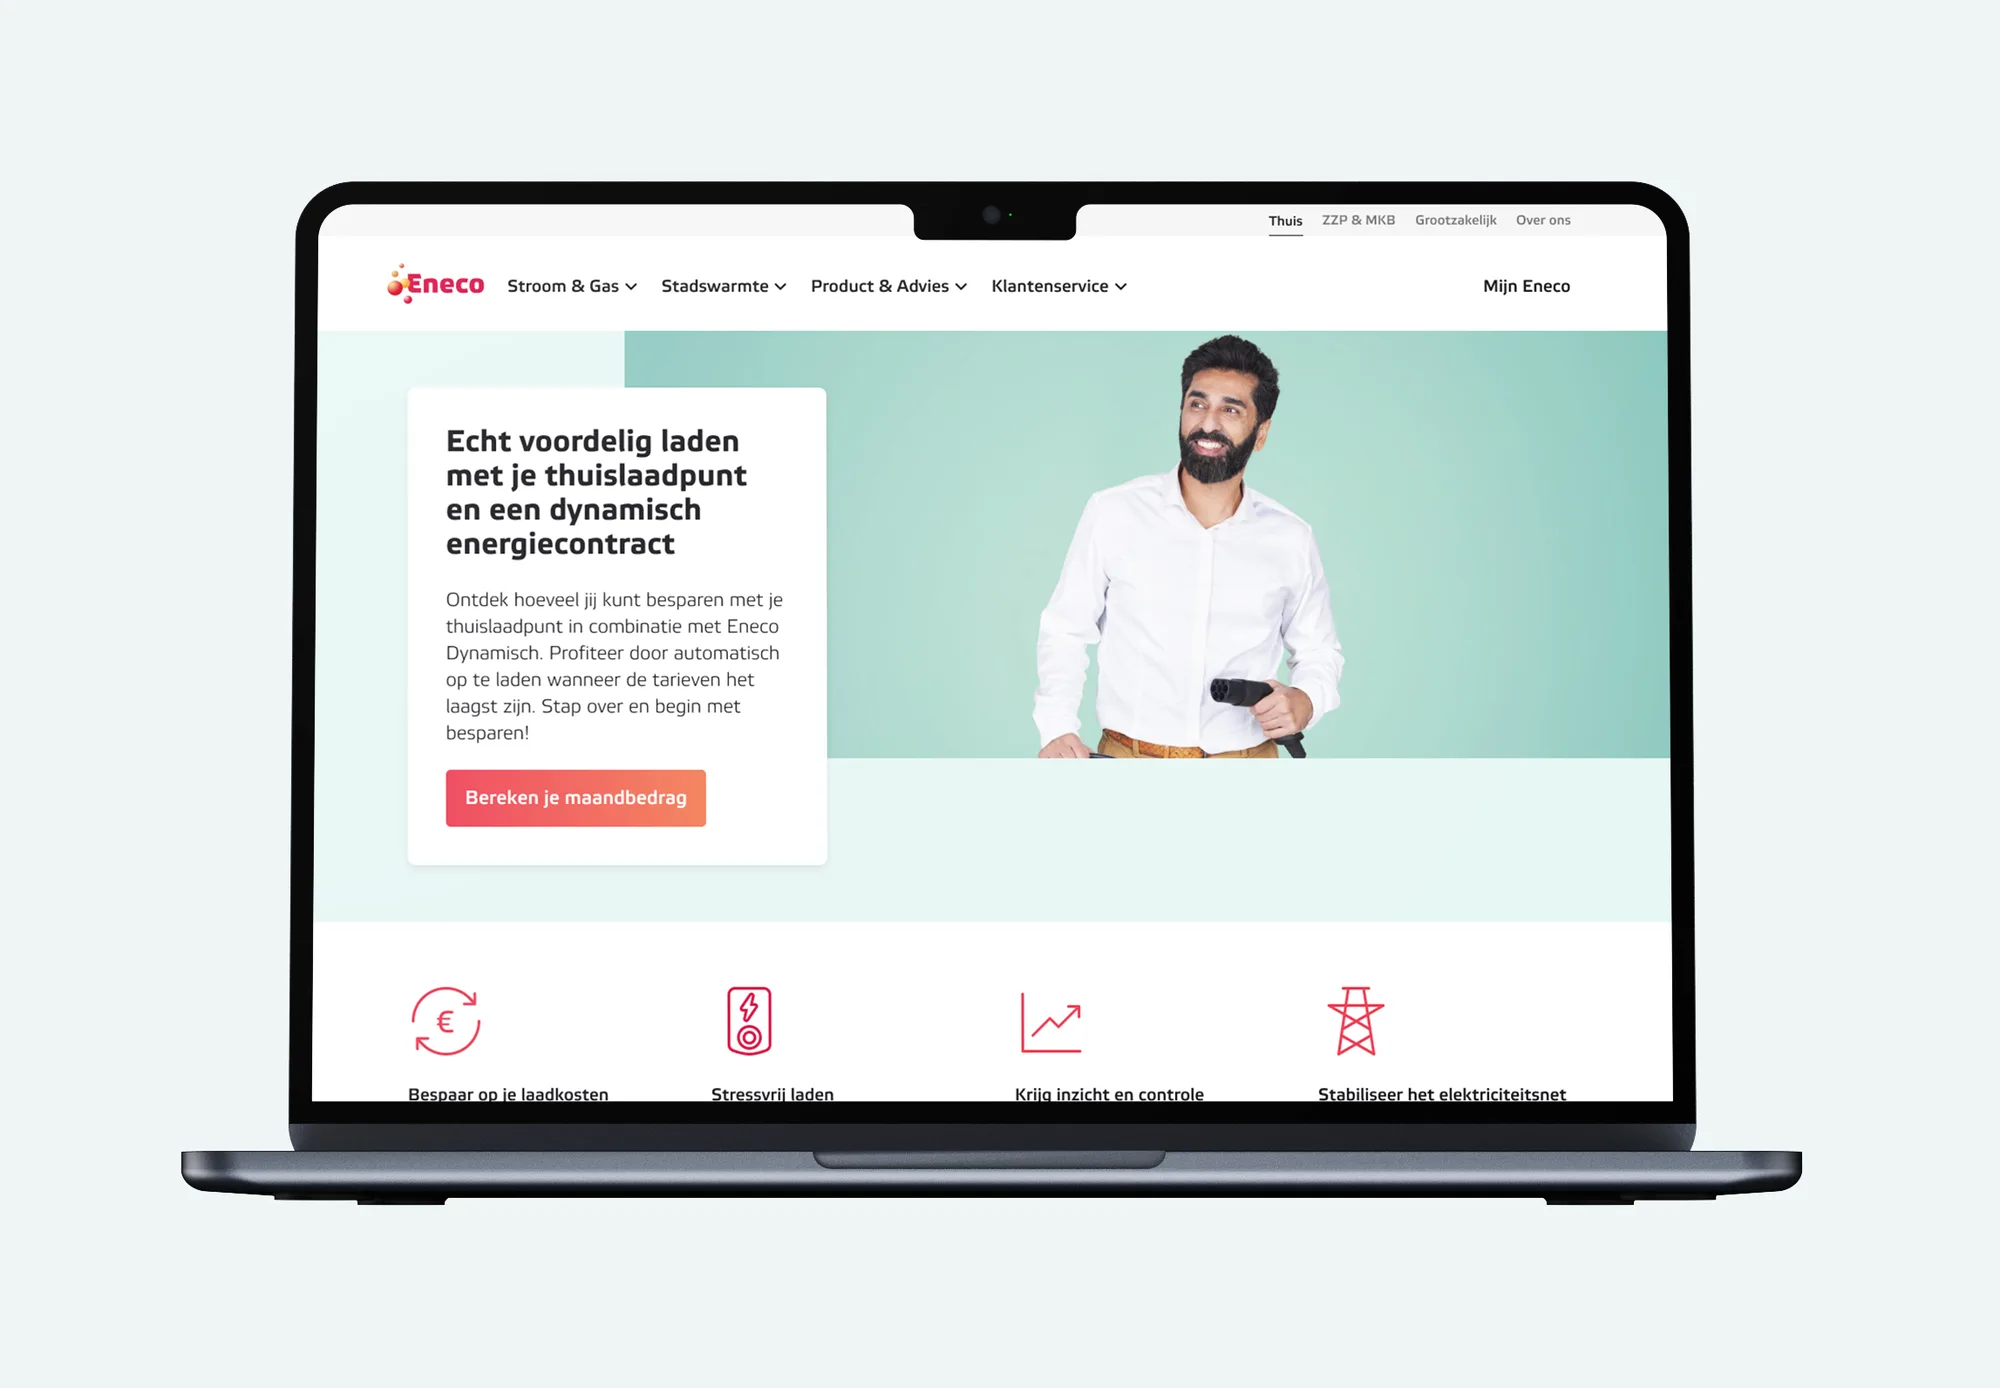 Thuis ZZP & MKB Grootzakelijk Over ons
Eneco Stroom & Gas Stadswarmte Product & Advies Klantenservice Mijn Eneco
Echt voordelig laden
met je thuislaadpunt
en een dynamisch
energiecontract
Ontdek hoeveel jij kunt besparen met je
thuislaadpunt in combinatie met Eneco
Dynamisch. Profiteer door automatisch
op te laden wanneer de tarieven het
laagst zijn. Stap over en begin met
besparen!
Bereken je maandbedrag
€
Bespaar op je laadkosten Stressvrij laden Krijg inzicht en controle Stabiliseer het elektriciteitsnet